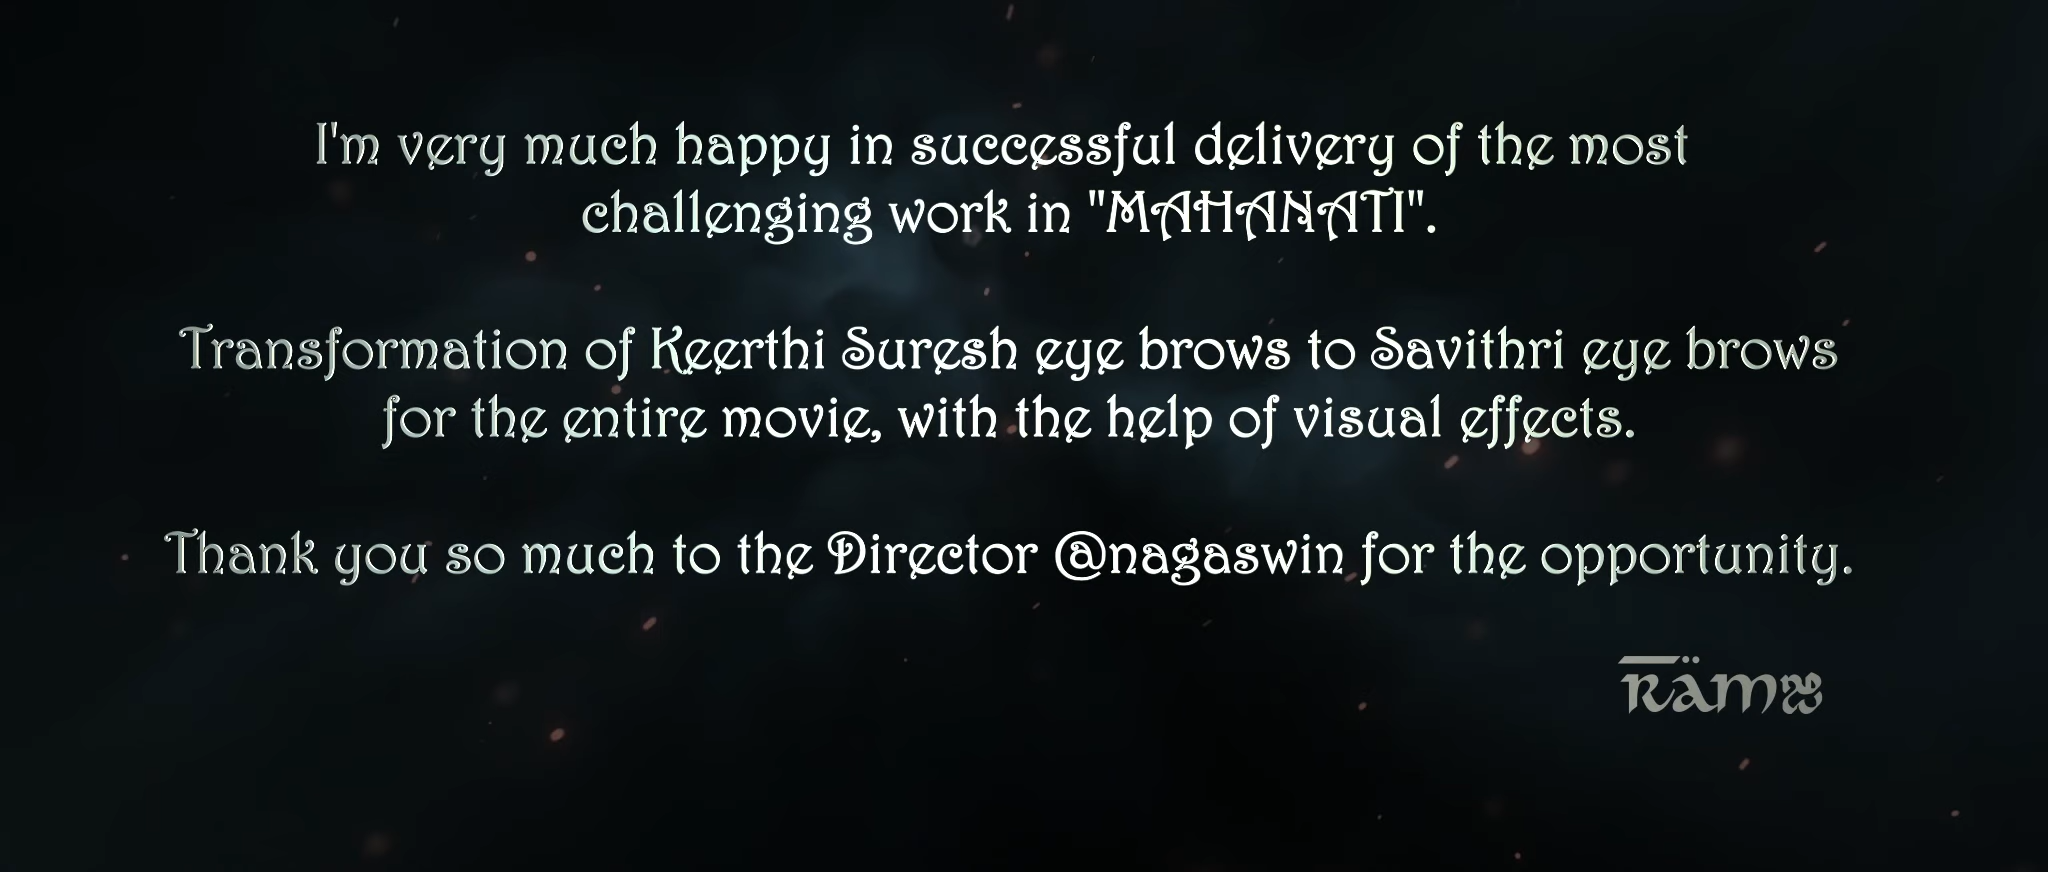 I'm very much happy in successful delivery of the most
challenging work in "MAHANATI".
Transformation of Keerthi Suresh eye brows to Savithri eye brows
for the entire movie, with the help of visual effects.
Thank you so much to the Director @nagaswin for the opportunity.